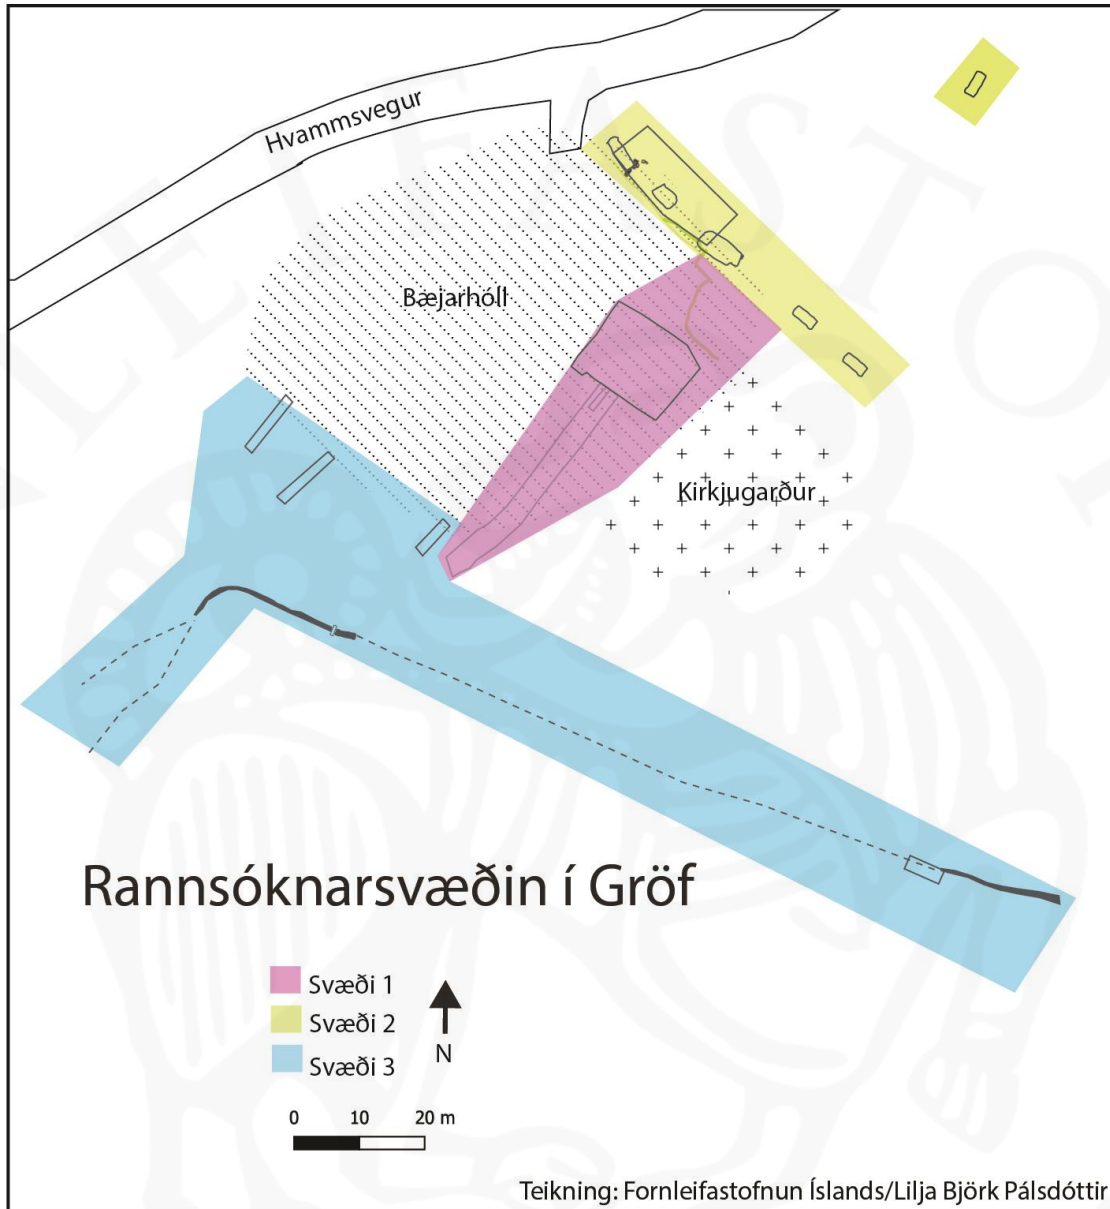 Hvammsvegur
Bæjarhóll
Kirkjugarður
Rannsóknarsvæðin í Gröf
Svæði 1
Svæði 2
Svæði 3
N
0 10 20 m
Teikning: Fornleifastofnun Íslands/Lilja Björk Pálsdóttir